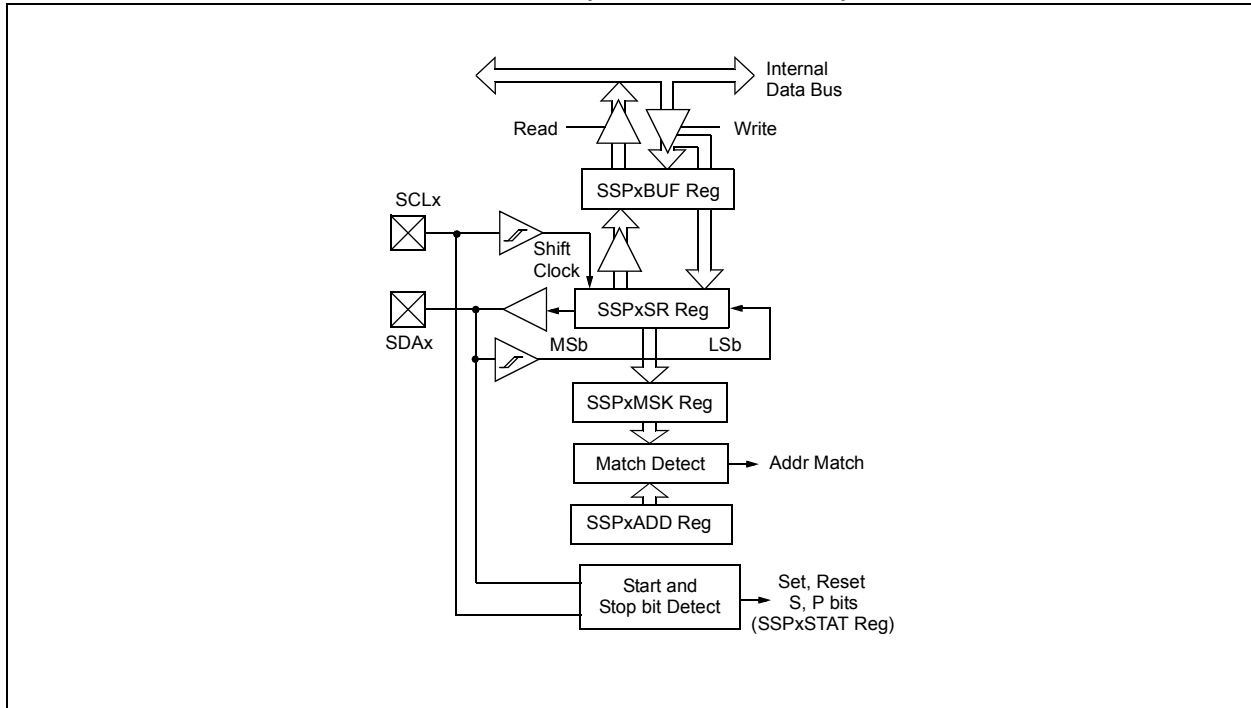 Internal
Data Bus
Read
Write
SSPxBUF Reg
SCLx
Shift
Clock
SSPxSR Reg
SDAx
MSb
LSb
SSPxMSK Reg
Match Detect
Addr Match
SSPxADD Reg
Start and
Stop bit Detect
Set, Reset
S, P bits
(SSPxSTAT Reg)